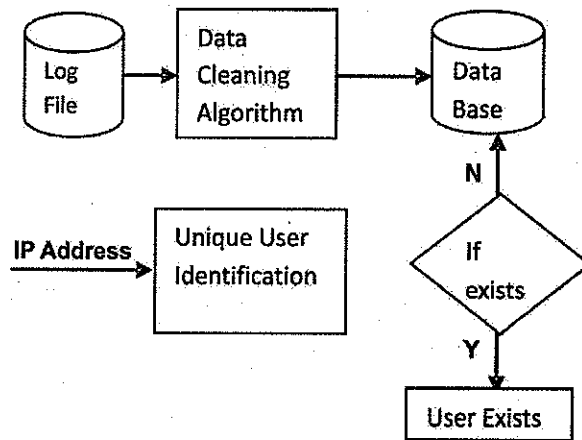 Log
File
Data
Cleaning
Algorithm
Data
Base
N
IP Address
Unique User
Identification
If
exists
Y
User Exists